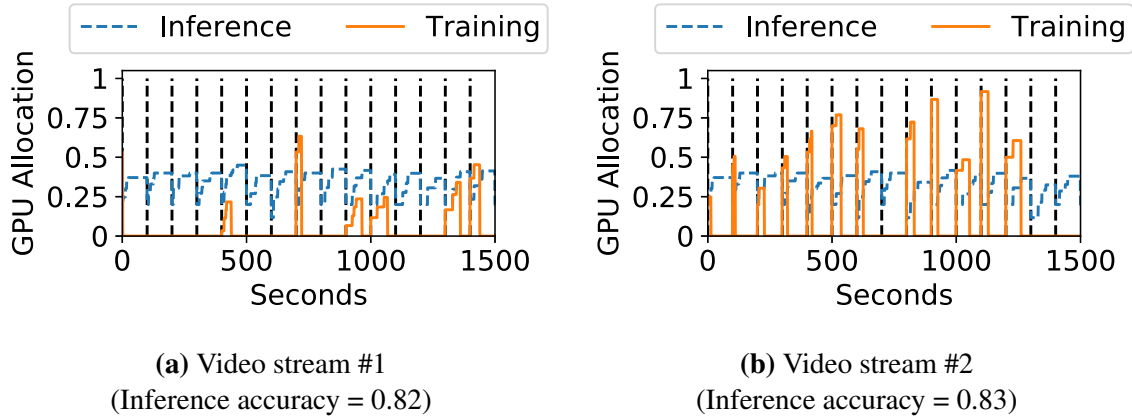 Inference Training
GPU Allocation
1
0.75
0.5
0.25
0
0 500 1000 1500
Seconds
(a) Video stream #1
(Inference accuracy = 0.82)
Inference Training
GPU Allocation
1
0.75
0.5
0.25
0
0 500 1000 1500
Seconds
(b) Video stream #2
(Inference accuracy = 0.83)